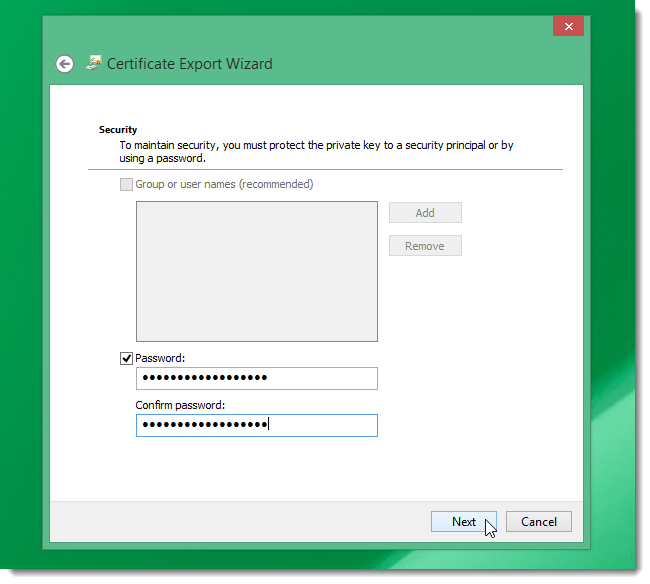 Certificate Export Wizard
Security
To maintain security, you must protect the private key to a security principal or by
using a password.
Group or user names (recommended)
Add
Remove
Password:
••••••••••••••••••
Confirm password:
••••••••••••••••••
Next
Cancel